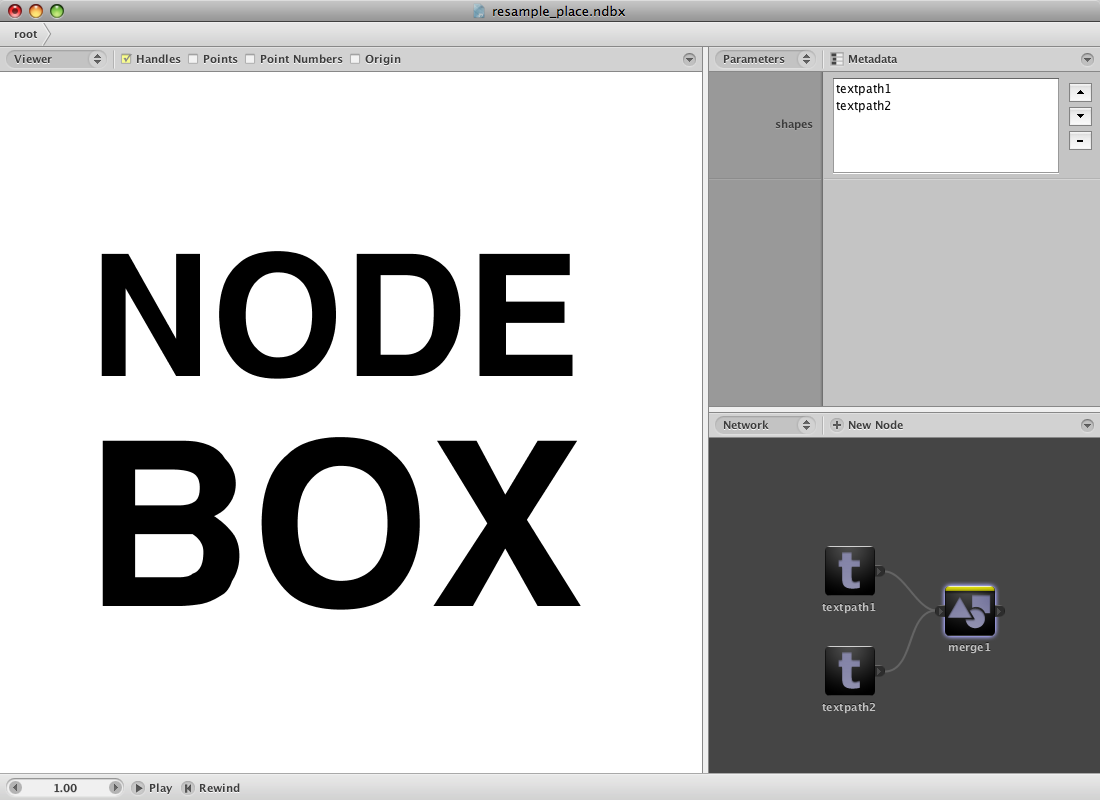 resample_place.ndbx
root
Viewer Handles Points Point Numbers Origin
Parameters Metadata
shapes
textpath1
textpath2
NODE
BOX
Network New Node
t
textpath1
t
textpath2
merge1
1.00 Play Rewind